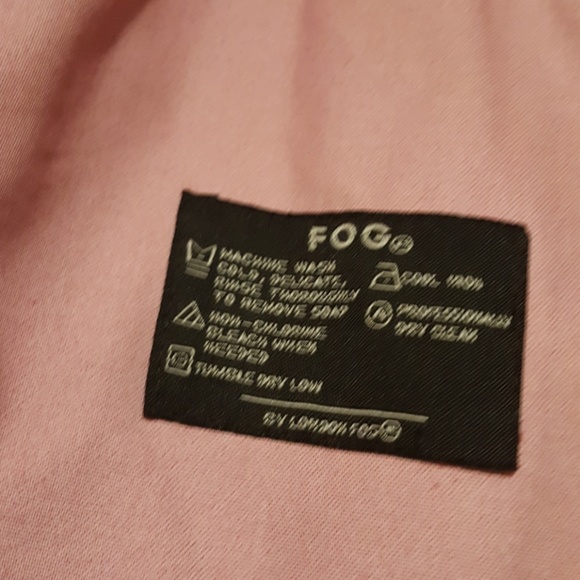 FOG®
MACHINE WASH
COLD, DELICATE,
RINSE THOROUGHLY
TO REMOVE SOAP
NON-CHLORINE
BLEACH WHEN
NEEDED
TUMBLE DRY LOW
COOL IRON
PROFESSIONALLY
DRY CLEAN
BY LONDON FOG®